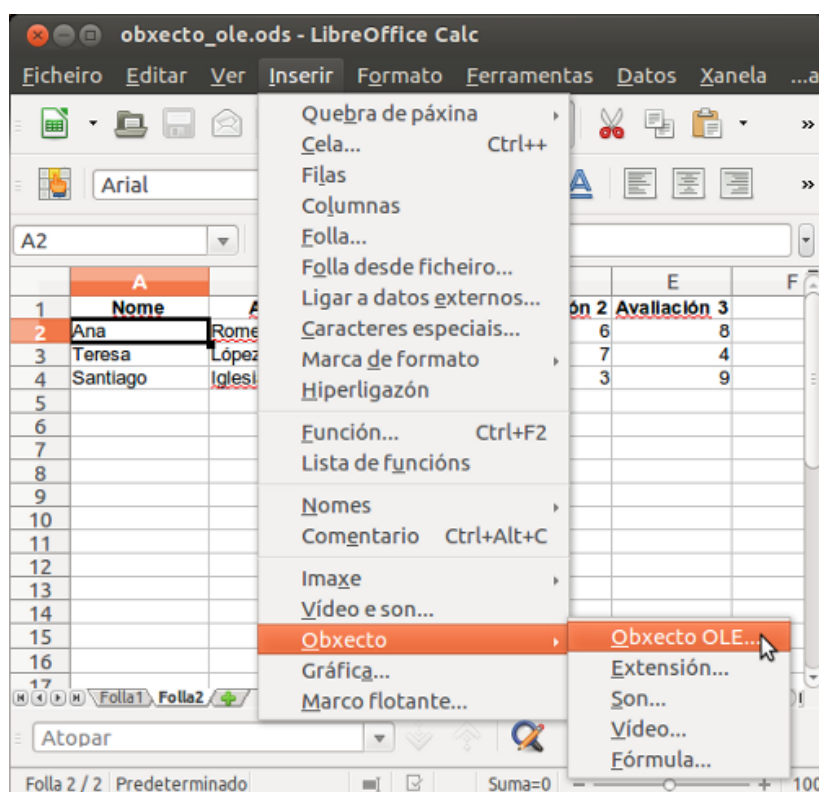 obxecto_ole.ods - LibreOffice Calc
Ficheiro Editar Ver Inserir Formato Ferramentas Datos Xanela ...a
Arial
A2
A E F
1 Nome A ón 2 Avaliación 3
2 Ana Rome 6 8
3 Teresa López 7 4
4 Santiago Iglesi 3 9
5
6
7
8
9
10
11
12
13
14
15
16
17
Quebra de páxina
Cela... Ctrl++
Filas
Columnas
Folla...
Folla desde ficheiro...
Ligar a datos externos...
Caracteres especiais...
Marca de formato
Hiperligazón
Función... Ctrl+F2
Lista de funcións
Nomes
Comentario Ctrl+Alt+C
Imaxe
Vídeo e son...
Obxecto
Gráfica...
Marco flotante...
Obxecto OLE...
Extensión...
Son...
Vídeo...
Fórmula...
Folla1 Folla2
Atopar
Folla 2 / 2 Predeterminado Suma=0 100